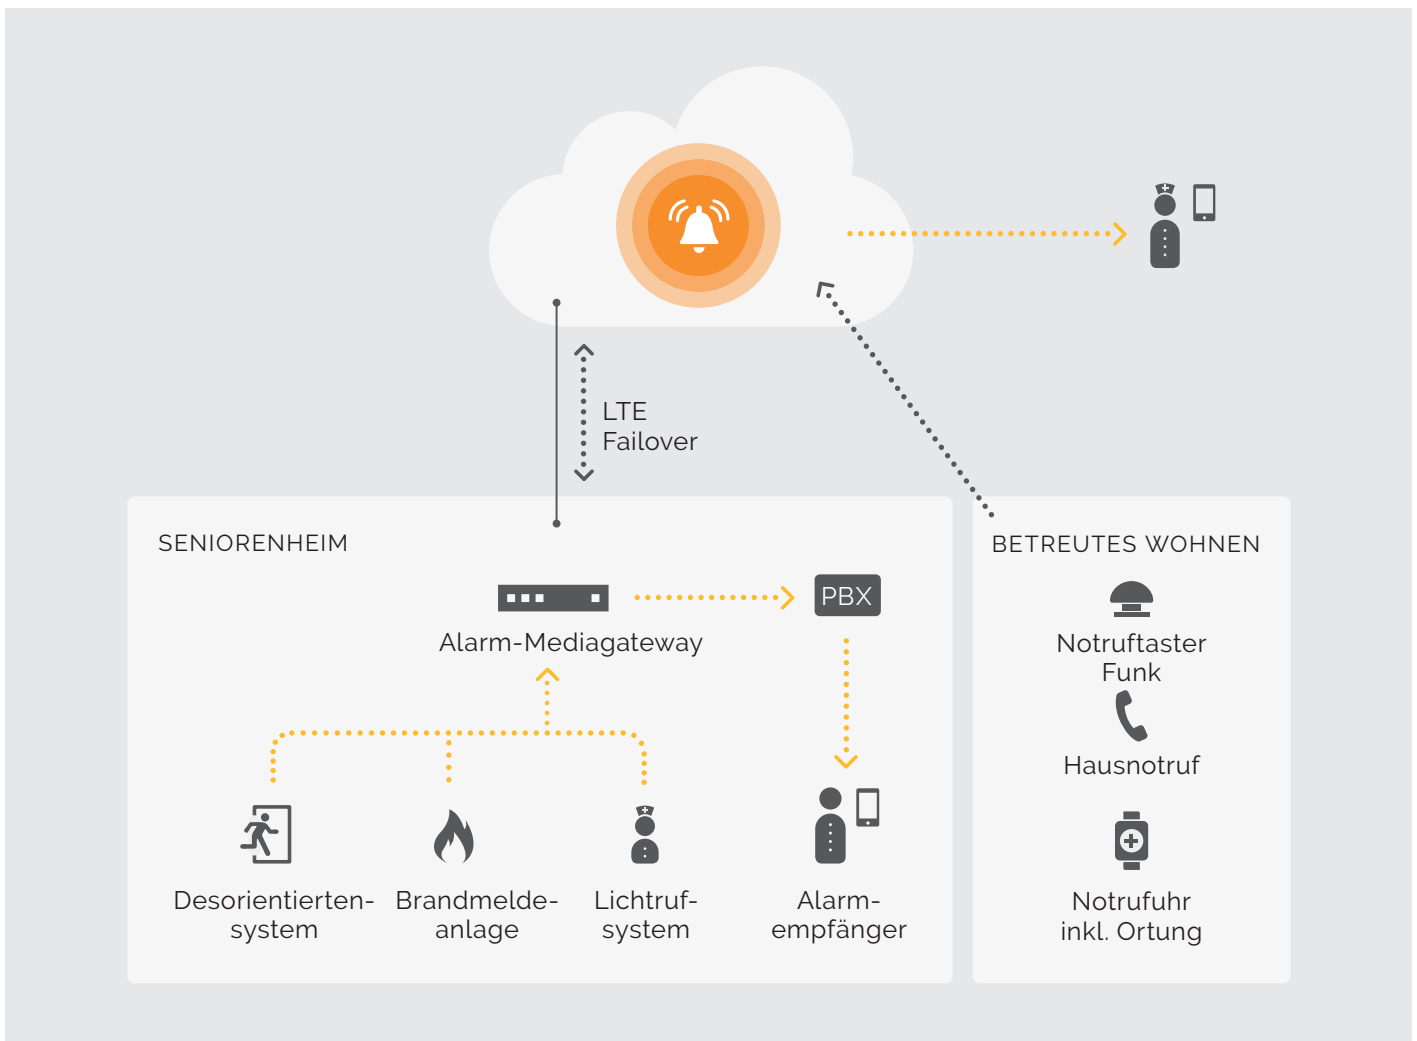 LTE
Failover
SENIORENHEIM
PBX
Alarm-Mediagateway
Desorientierten-
system
Brandmelde-
anlage
Lichtruf-
system
Alarm-
empfänger
BETREUTES WOHNEN
Notruftaster
Funk
Hausnotruf
Notrufuhr
inkl. Ortung